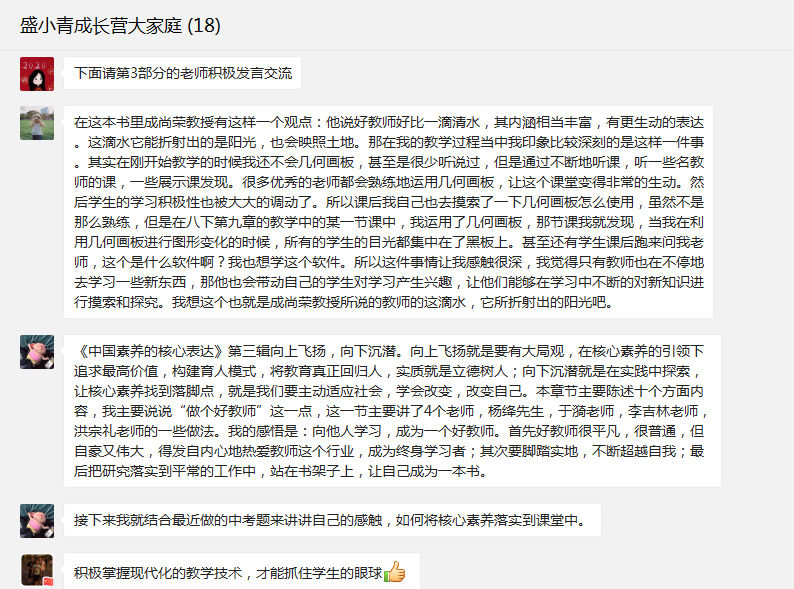 盛小青成长营大家庭 (18)
2020
下面请第3部分的老师积极发言交流
在这本书里成尚荣教授有这样一个观点：他说好教师好比一滴清水，其内涵相当丰富，有更生动的表达
。这滴水它能折射出的是阳光，也会映照土地。那在我的教学过程当中我印象比较深刻的是这样一件事
。其实在刚开始教学的时候我还不会几何画板，甚至是很少听说过，但是通过不断地听课，听一些名教
师的课，一些展示课发现。很多优秀的老师都会熟练地运用几何画板，让这个课堂变得非常的生动。然
后学生的学习积极性也被大大的调动了。所以课后我自己也去摸索了一下几何画板怎么使用，虽然不是
那么熟练，但是在八下第九章的教学中的某一节课中，我运用了几何画板，那节课我就发现，当我在利
用几何画板进行图形变化的时候，所有的学生的目光都集中在了黑板上。甚至还有学生课后跑来问我老
师，这个是什么软件啊？我也想学这个软件。所以这件事情让我感触很深，我觉得只有教师也在不停地
去学习一些新东西，那他也会带动自己的学生对学习产生兴趣，让他们能够在学习中不断的对新知识进
行摸索和探究。我想这个也就是成尚荣教授所说的教师的这滴水，它所折射出的阳光吧。
《中国素养的核心表达》第三辑向上飞扬，向下沉潜。向上飞扬就是要有大局观，在核心素养的引领下
追求最高价值，构建育人模式，将教育真正回归人，实质就是立德树人；向下沉潜就是在实践中探索，
让核心素养找到落脚点，就是我们要主动适应社会，学会改变，改变自己。本章节主要陈述十个方面内
容，我主要说说“做个好教师”这一点，这一节主要讲了4个老师，杨绛先生，于漪老师，李吉林老师，
洪宗礼老师的一些做法。我的感悟是：向他人学习，成为一个好教师。首先好教师很平凡，很普通，但
自豪又伟大，得发自内心地热爱教师这个行业，成为终身学习者；其次要脚踏实地，不断超越自我；最
后把研究落实到平常的工作中，站在书架子上，让自己成为一本书。
接下来我就结合最近做的中考题来讲讲自己的感触，如何将核心素养落实到课堂中。
积极掌握现代化的教学技术，才能抓住学生的眼球